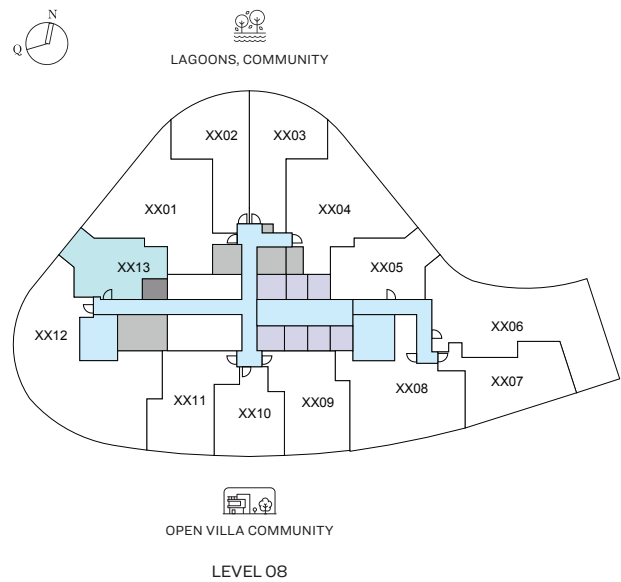 N
Q
LAGOONS, COMMUNITY
XX02
XX03
XX01
XX04
XX13
XX05
XX12
XX06
XX07
XX08
XX11
XX10
XX09
OPEN VILLA COMMUNITY
LEVEL 08